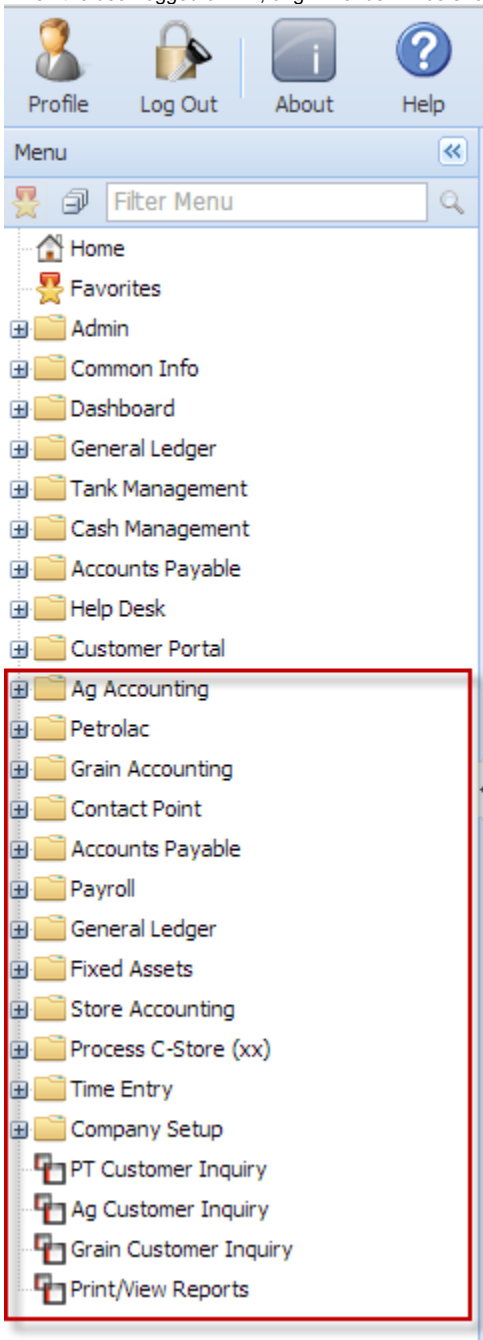 Profile Log Out About Help
Menu
Filter Menu
Home
Favorites
Admin
Common Info
Dashboard
General Ledger
Tank Management
Cash Management
Accounts Payable
Help Desk
Customer Portal
Ag Accounting
Petrolac
Grain Accounting
Contact Point
Accounts Payable
Payroll
General Ledger
Fixed Assets
Store Accounting
Process C-Store (xx)
Time Entry
Company Setup
PT Customer Inquiry
Ag Customer Inquiry
Grain Customer Inquiry
Print/View Reports